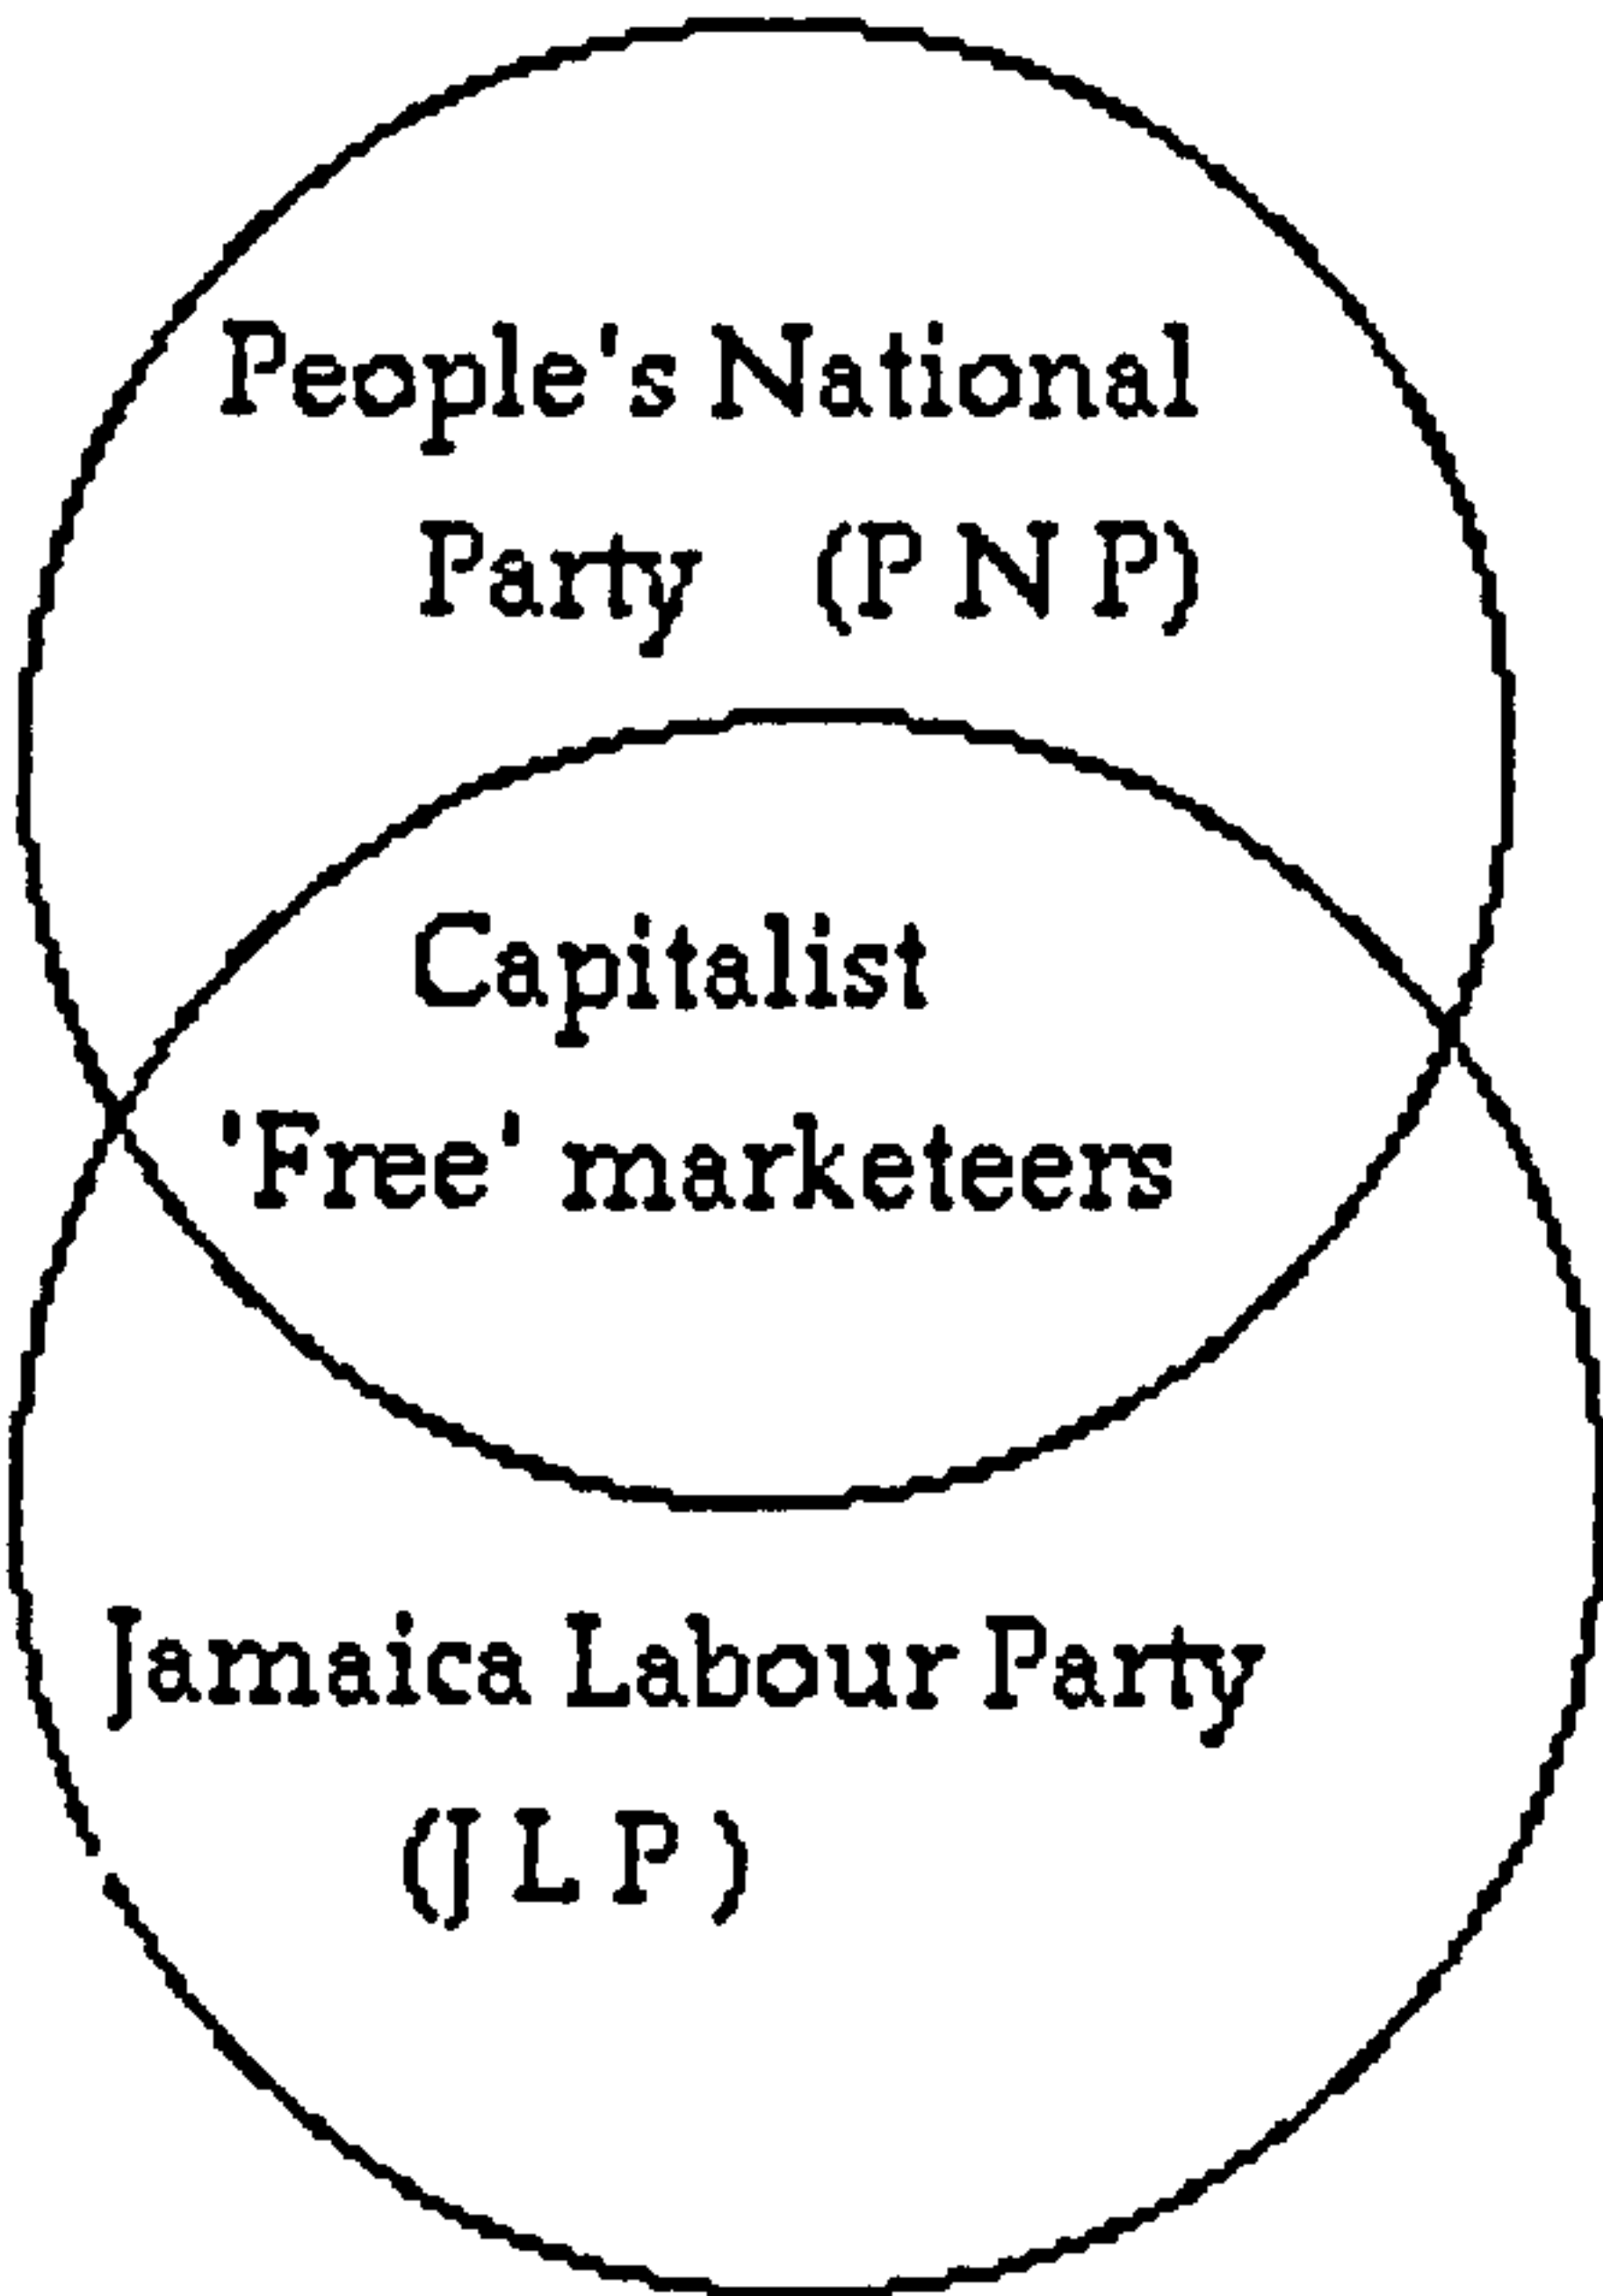 People's National
Party (P N P)
Capitalist
'Free' marketeers
Jamaica Labour Party
(J L P)